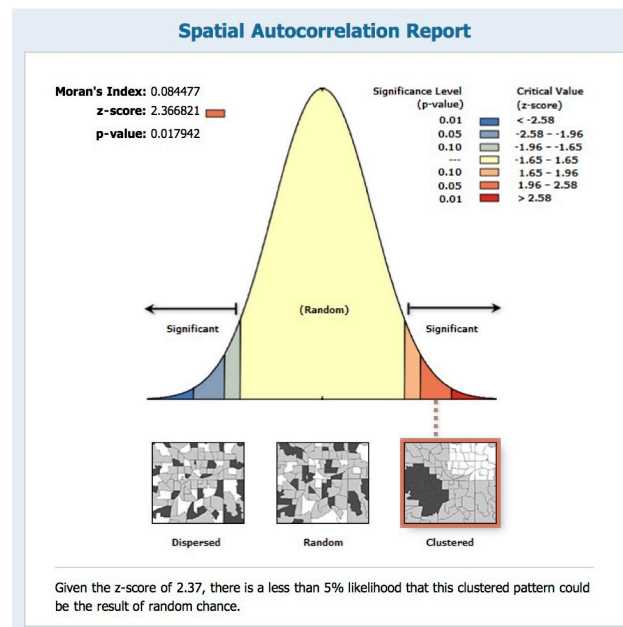 Spatial Autocorrelation Report
Moran's Index: 0.084477
z-score: 2.366821
p-value: 0.017942
Significance Level
(p-value)
Critical Value
(z-score)
0.01 < -2.58
0.05 -2.58 - -1.96
0.10 -1.96 - -1.65
--- -1.65 - 1.65
0.10 1.65 - 1.96
0.05 1.96 - 2.58
0.01 > 2.58
(Random)
Significant
Significant
Dispersed
Random
Clustered
Given the z-score of 2.37, there is a less than 5% likelihood that this clustered pattern could
be the result of random chance.